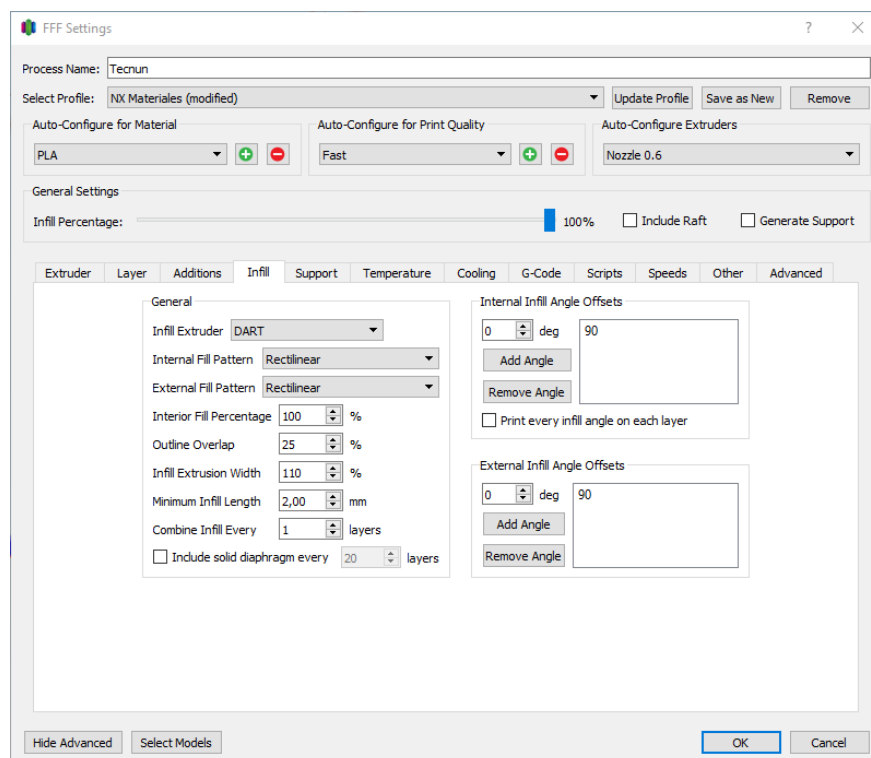 FFF Settings ?
Process Name: Tecnun
Select Profile: NX Materiales (modified) Update Profile Save as New Remove
Auto-Configure for Material Auto-Configure for Print Quality Auto-Configure Extruders
PLA Fast Nozzle 0.6
General Settings
Infill Percentage: 100% Include Raft Generate Support
Extruder Layer Additions Infill Support Temperature Cooling G-Code Scripts Speeds Other Advanced
General
Infill Extruder DART
Internal Fill Pattern Rectilinear
External Fill Pattern Rectilinear
Interior Fill Percentage 100 %
Outline Overlap 25 %
Infill Extrusion Width 110 %
Minimum Infill Length 2,00 mm
Combine Infill Every 1 layers
Include solid diaphragm every 20 layers
Internal Infill Angle Offsets
0 deg 90
Add Angle
Remove Angle
Print every infill angle on each layer
External Infill Angle Offsets
0 deg 90
Add Angle
Remove Angle
Hide Advanced Select Models OK Cancel